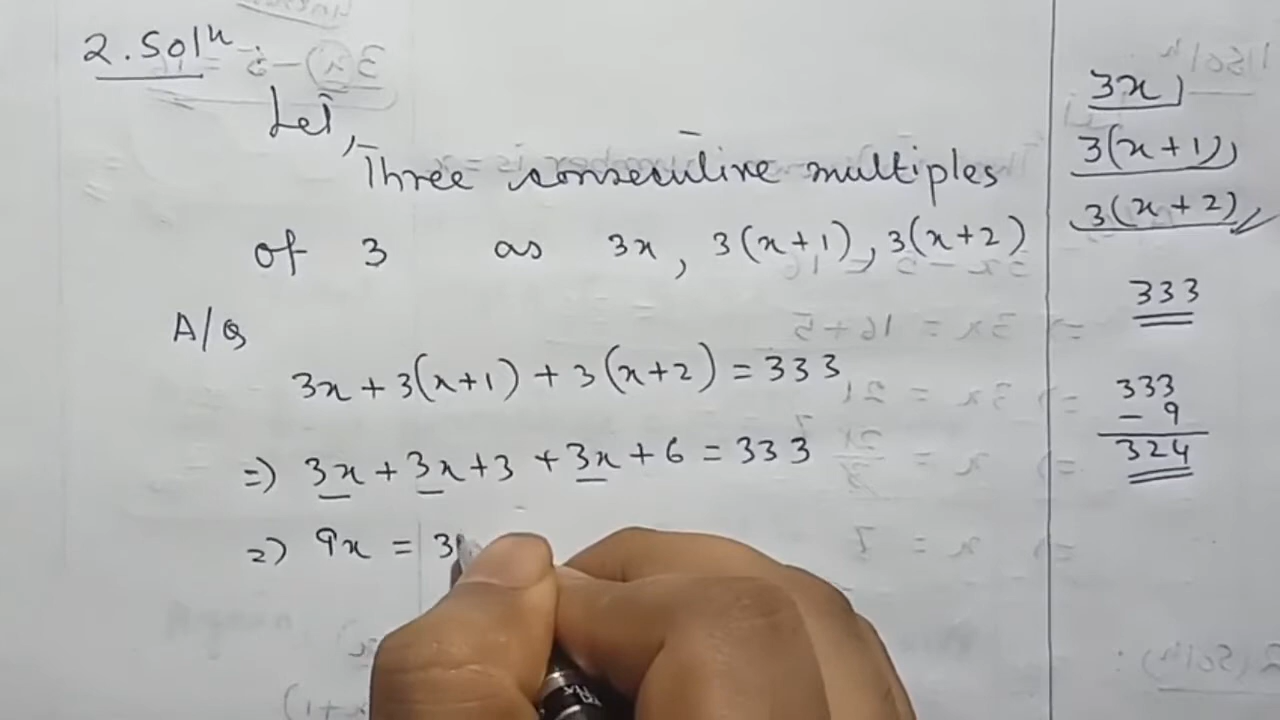 2. Solⁿ.
Let,
Three consecutive multiples
of 3 as 3x, 3(x+1), 3(x+2)
A/Q
3x + 3(x+1) + 3(x+2) = 333
=) 3x + 3x + 3 + 3x + 6 = 333
=) 9x = 3
3x,
3(x+1),
3(x+2)
333
333
- 9
324